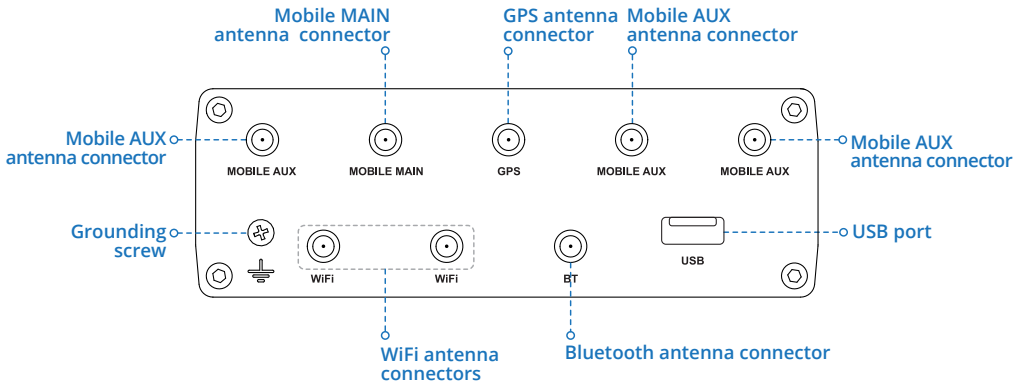 Mobile MAIN
antenna connector
GPS antenna
connector
Mobile AUX
antenna connector
Mobile AUX
antenna connector
Mobile AUX
antenna connector
MOBILE AUX
MOBILE MAIN
GPS
MOBILE AUX
MOBILE AUX
Grounding
screw
USB port
USB
WiFi
WiFi
BT
WiFi antenna
connectors
Bluetooth antenna connector